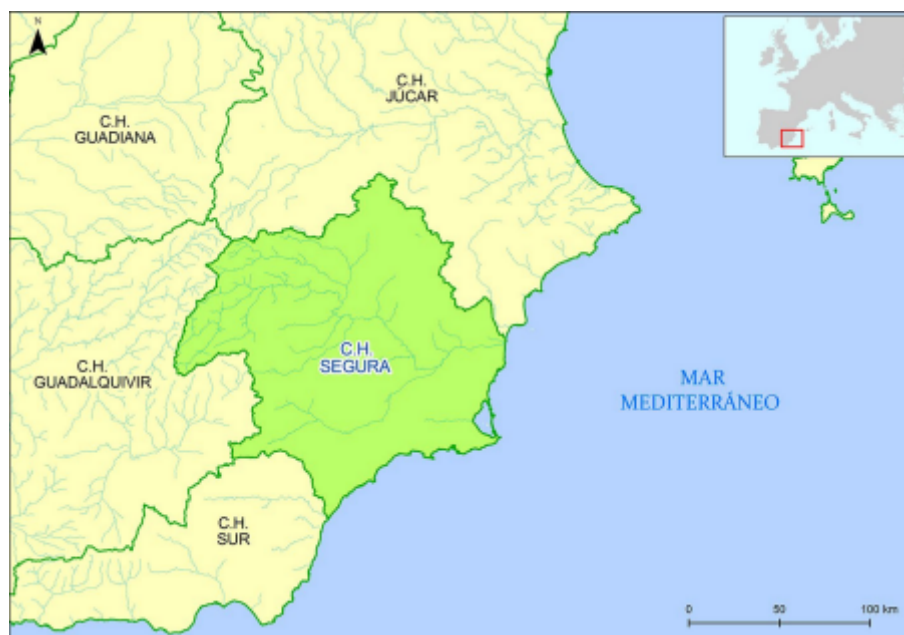 N
C.H.
JÚCAR
C.H.
GUADIANA
C.H.
SEGURA
C.H.
GUADALQUIVIR
MAR
MEDITERRÁNEO
C.H.
SUR
0 50 100 km